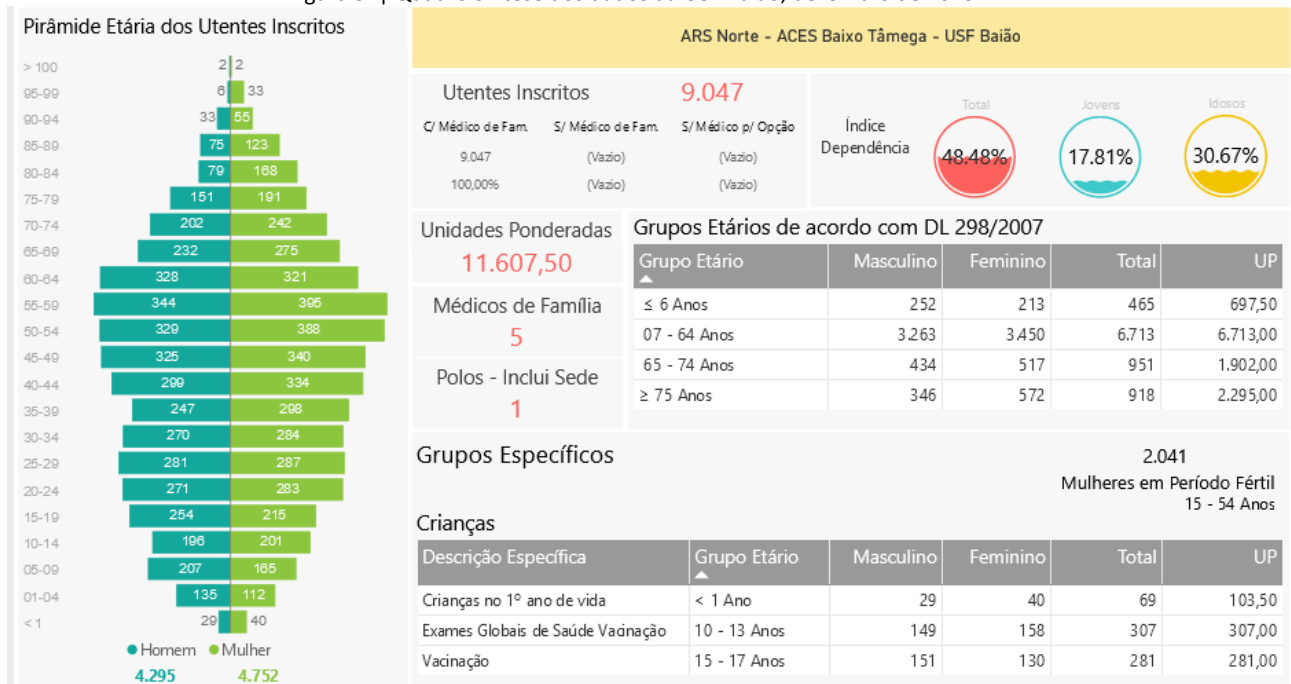 Pirâmide Etária dos Utentes Inscritos
> 100 2 2
95-99 6 33
90-94 33 55
85-89 75 123
80-84 79 168
75-79 151 191
70-74 202 242
65-69 232 275
60-64 328 321
55-59 344 395
50-54 329 388
45-49 325 340
40-44 299 334
35-39 247 298
30-34 270 284
25-29 281 287
20-24 271 283
15-19 254 215
10-14 196 201
05-09 207 165
01-04 135 112
< 1 29 40
Homem Mulher
4.295 4.752
ARS Norte - ACES Baixo Tâmega - USF Baião
Utentes Inscritos 9.047
C/ Médico de Fam. S/ Médico de Fam. S/ Médico p/ Opção
9.047 (Vazio) (Vazio)
100,00% (Vazio) (Vazio)
Índice
Dependência
Total Jovens Idosos
48.48% 17.81% 30.67%
Unidades Ponderadas
11.607,50
Médicos de Família
5
Polos - Inclui Sede
1
Grupos Etários de acordo com DL 298/2007
Grupo Etário Masculino Feminino Total UP
≤ 6 Anos 252 213 465 697,50
07 - 64 Anos 3.263 3.450 6.713 6.713,00
65 - 74 Anos 434 517 951 1.902,00
≥ 75 Anos 346 572 918 2.295,00
Grupos Específicos
2.041
Mulheres em Período Fértil
15 - 54 Anos
Crianças
Descrição Específica Grupo Etário Masculino Feminino Total UP
Crianças no 1º ano de vida < 1 Ano 29 40 69 103,50
Exames Globais de Saúde Vacinação 10 - 13 Anos 149 158 307 307,00
Vacinação 15 - 17 Anos 151 130 281 281,00